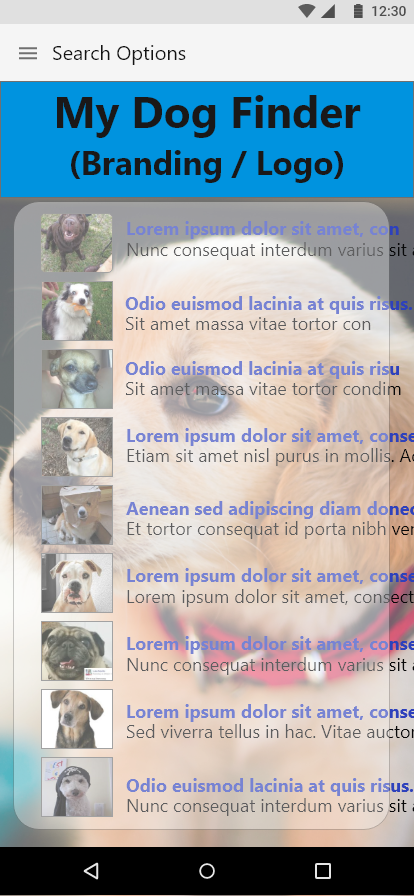 12:30
Search Options
My Dog Finder
(Branding / Logo)
Lorem ipsum dolor sit amet, con
Nunc consequat interdum varius sit
Odio euismod lacinia at quis risus.
Sit amet massa vitae tortor con
Odio euismod lacinia at quis risu
Sit amet massa vitae tortor condim
Lorem ipsum dolor sit amet, conse
Etiam sit amet nisl purus in mollis. Ac
Aenean sed adipiscing diam donec
Et tortor consequat id porta nibh ven
Lorem ipsum dolor sit amet, conse
Lorem ipsum dolor sit amet, consect
Lorem ipsum dolor sit amet, conse
Nunc consequat interdum varius sit a
Lorem ipsum dolor sit amet, conse
Sed viverra tellus in hac. Vitae auctor
Odio euismod lacinia at quis risus.
Nunc consequat interdum varius sit a